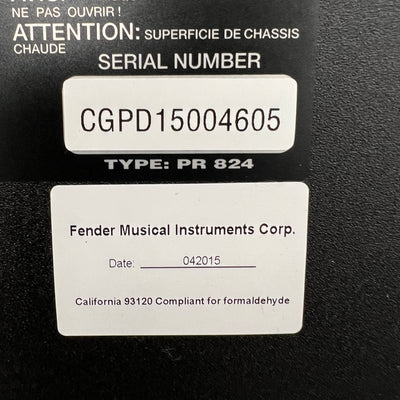 NE PAS OUVRIR!
ATTENTION: SUPERFICIE DE CHASSIS
CHAUDE
SERIAL NUMBER
CGPD15004605
TYPE: PR 824
Fender Musical Instruments Corp.
Date: 042015
California 93120 Compliant for formaldehyde